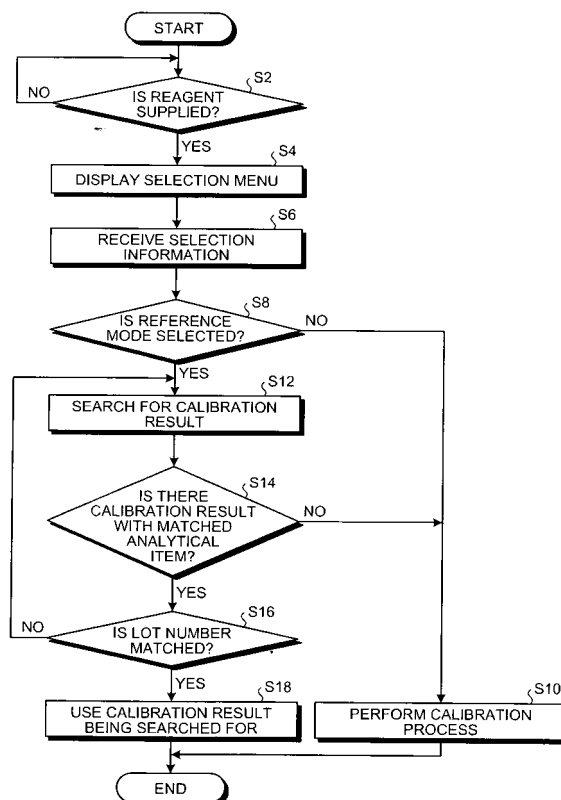 START
S2
NO
IS REAGENT
SUPPLIED?
YES
S4
DISPLAY SELECTION MENU
S6
RECEIVE SELECTION
INFORMATION
S8
NO
IS REFERENCE
MODE SELECTED?
YES
S12
SEARCH FOR CALIBRATION
RESULT
S14
IS THERE
CALIBRATION RESULT
WITH MATCHED
ANALYTICAL
ITEM?
NO
YES
S16
NO
IS LOT NUMBER
MATCHED?
YES
S18
USE CALIBRATION RESULT
BEING SEARCHED FOR
S10
PERFORM CALIBRATION
PROCESS
END